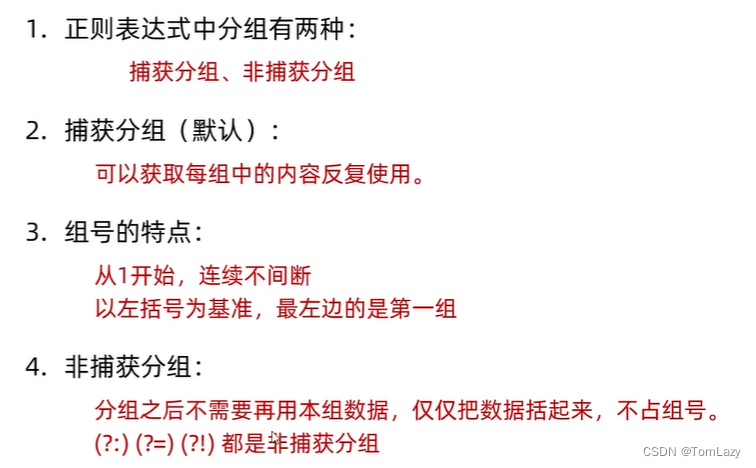 1. 正则表达式中分组有两种：
捕获分组、非捕获分组
2. 捕获分组（默认）：
可以获取每组中的内容反复使用。
3. 组号的特点：
从1开始，连续不间断
以左括号为基准，最左边的是第一组
4. 非捕获分组：
分组之后不需要再用本组数据，仅仅把数据括起来，不占组号。
(?:) (?=) (?!) 都是非捕获分组
CSDN @TomLazy